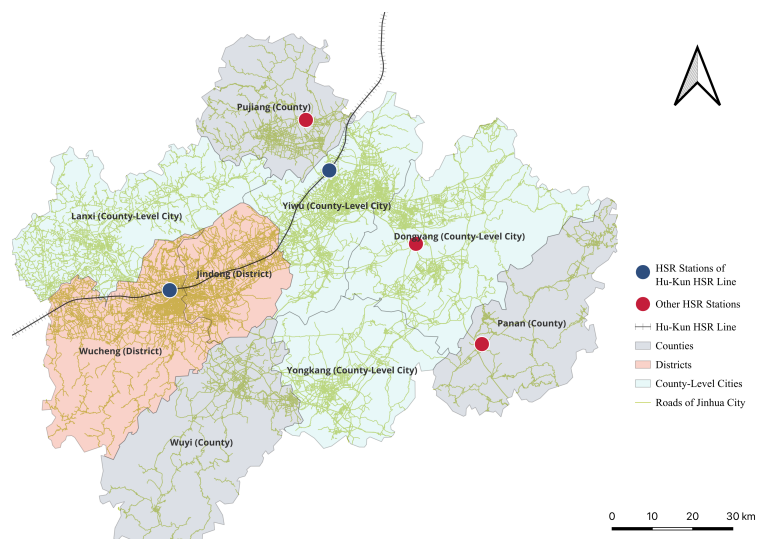 Pujiang (County)
Lanxi (County-Level City)
Yiwu (County-Level City)
Dongyang (County-Level City)
Jindong (District)
Panan (County)
Wucheng (District)
Yongkang (County-Level City)
Wuyi (County)
HSR Stations of
Hu-Kun HSR Line
Other HSR Stations
Hu-Kun HSR Line
Counties
Districts
County-Level Cities
Roads of Jinhua City
0 10 20 30 km